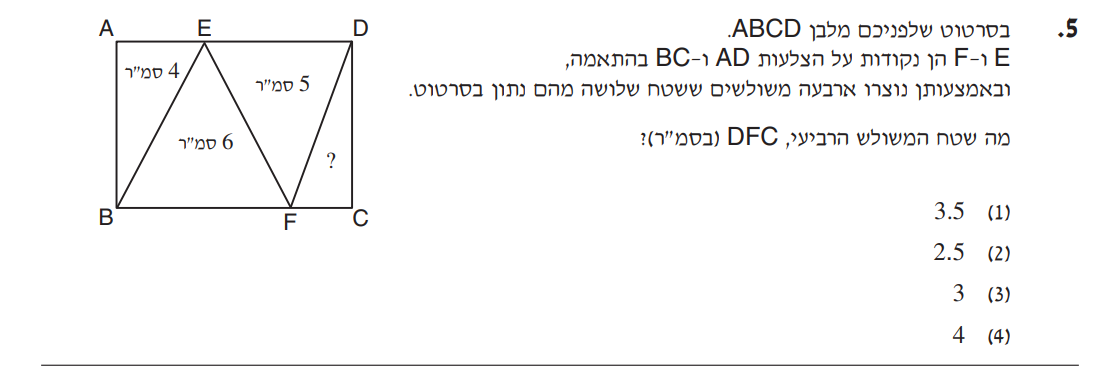 5. בסרטוט שלפניכם מלבן ABCD.
E ו-F הן נקודות על הצלעות AD ו-BC בהתאמה,
ובאמצעותן נוצרו ארבעה משולשים ששטח שלושה מהם נתון בסרטוט.
מה שטח המשולש הרביעי, DFC (בסמ"ר)?
(1) 3.5
(2) 2.5
(3) 3
(4) 4
A E D
4 סמ"ר
5 סמ"ר
6 סמ"ר
?
B F C